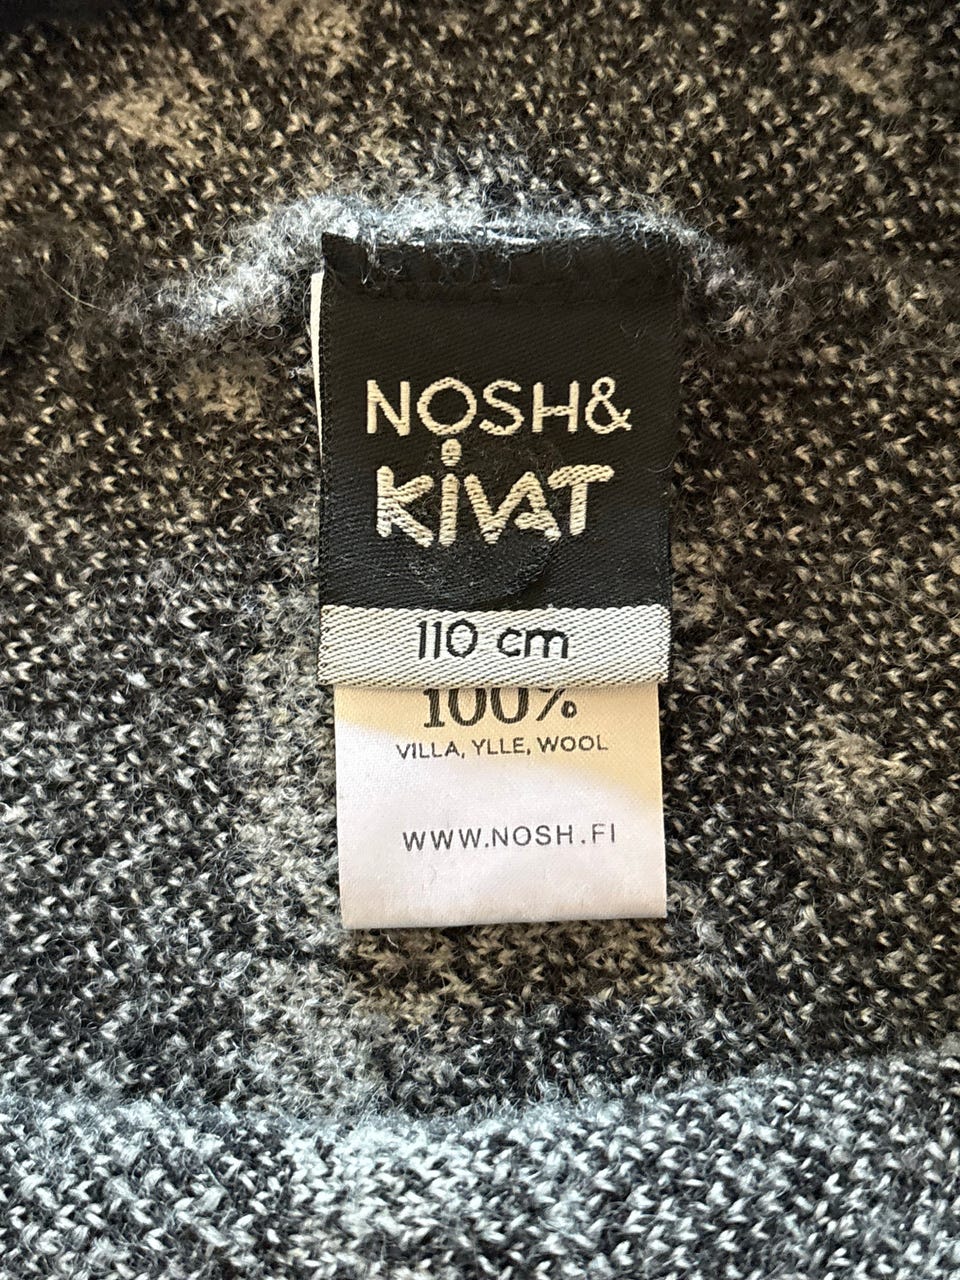 NOSH&
KiVAT
110 cm
100%
VILLA, YLLE, WOOL
WWW.NOSH.FI